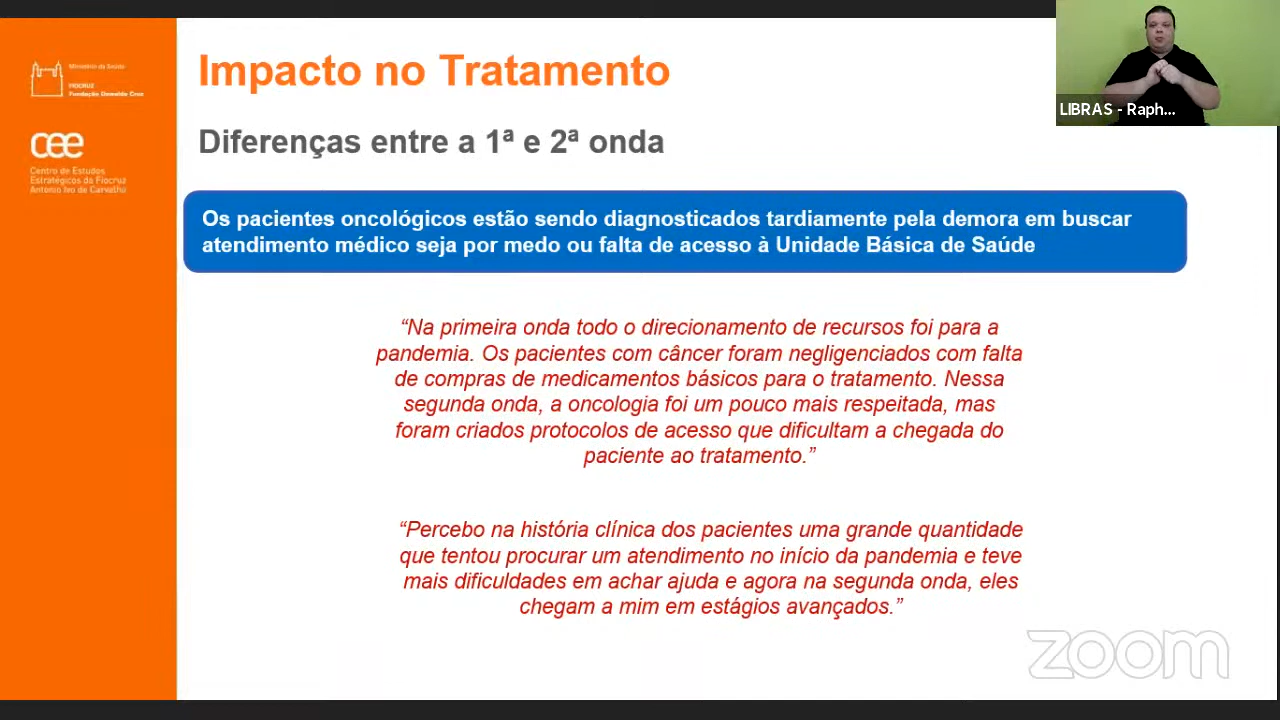 Ministério da Saúde
FIOCRUZ
Fundação Oswaldo Cruz
cee
Centro de Estudos
Estratégicos da Fiocruz
Antonio Ivo de Carvalho
Impacto no Tratamento
Diferenças entre a 1ª e 2ª onda
LIBRAS - Raph...
Os pacientes oncológicos estão sendo diagnosticados tardiamente pela demora em buscar
atendimento médico seja por medo ou falta de acesso à Unidade Básica de Saúde
“Na primeira onda todo o direcionamento de recursos foi para a
pandemia. Os pacientes com câncer foram negligenciados com falta
de compras de medicamentos básicos para o tratamento. Nessa
segunda onda, a oncologia foi um pouco mais respeitada, mas
foram criados protocolos de acesso que dificultam a chegada do
paciente ao tratamento.”
“Percebo na história clínica dos pacientes uma grande quantidade
que tentou procurar um atendimento no início da pandemia e teve
mais dificuldades em achar ajuda e agora na segunda onda, eles
chegam a mim em estágios avançados.”
zoom